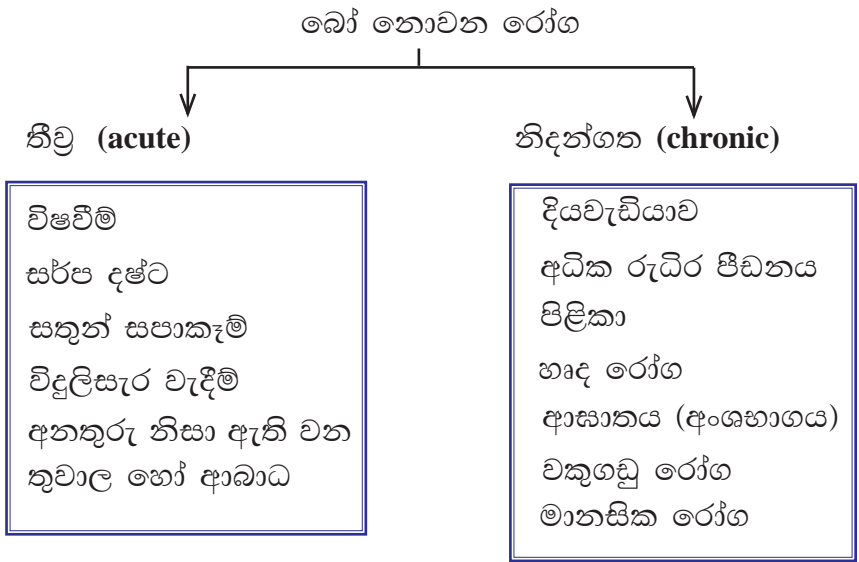 බෝ නොවන රෝග
තීව්‍ර (acute)
විෂවීම්
සර්ප දෂ්ට
සතුන් සපාකෑම්
විදුලිසැර වැදීම්
අනතුරු නිසා ඇති වන
තුවාල හෝ ආබාධ
නිදන්ගත (chronic)
දියවැඩියාව
අධික රුධිර පීඩනය
පිළිකා
හෘද රෝග
ආඝාතය (අංශභාගය)
වකුගඩු රෝග
මානසික රෝග